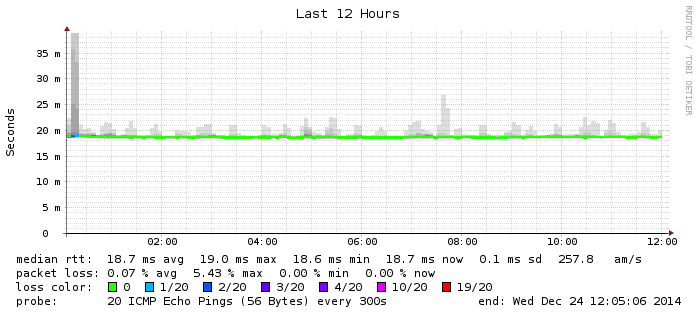 Last 12 Hours
RRDTOOL / TOBI OETIKER
Seconds
35 m
30 m
25 m
20 m
15 m
10 m
5 m
0
02:00 04:00 06:00 08:00 10:00 12:00
median rtt: 18.7 ms avg 19.0 ms max 18.6 ms min 18.7 ms now 0.1 ms sd 257.8 am/s
packet loss: 0.07 % avg 5.43 % max 0.00 % min 0.00 % now
loss color: 0 1/20 2/20 3/20 4/20 10/20 19/20
probe: 20 ICMP Echo Pings (56 Bytes) every 300s end: Wed Dec 24 12:05:06 2014